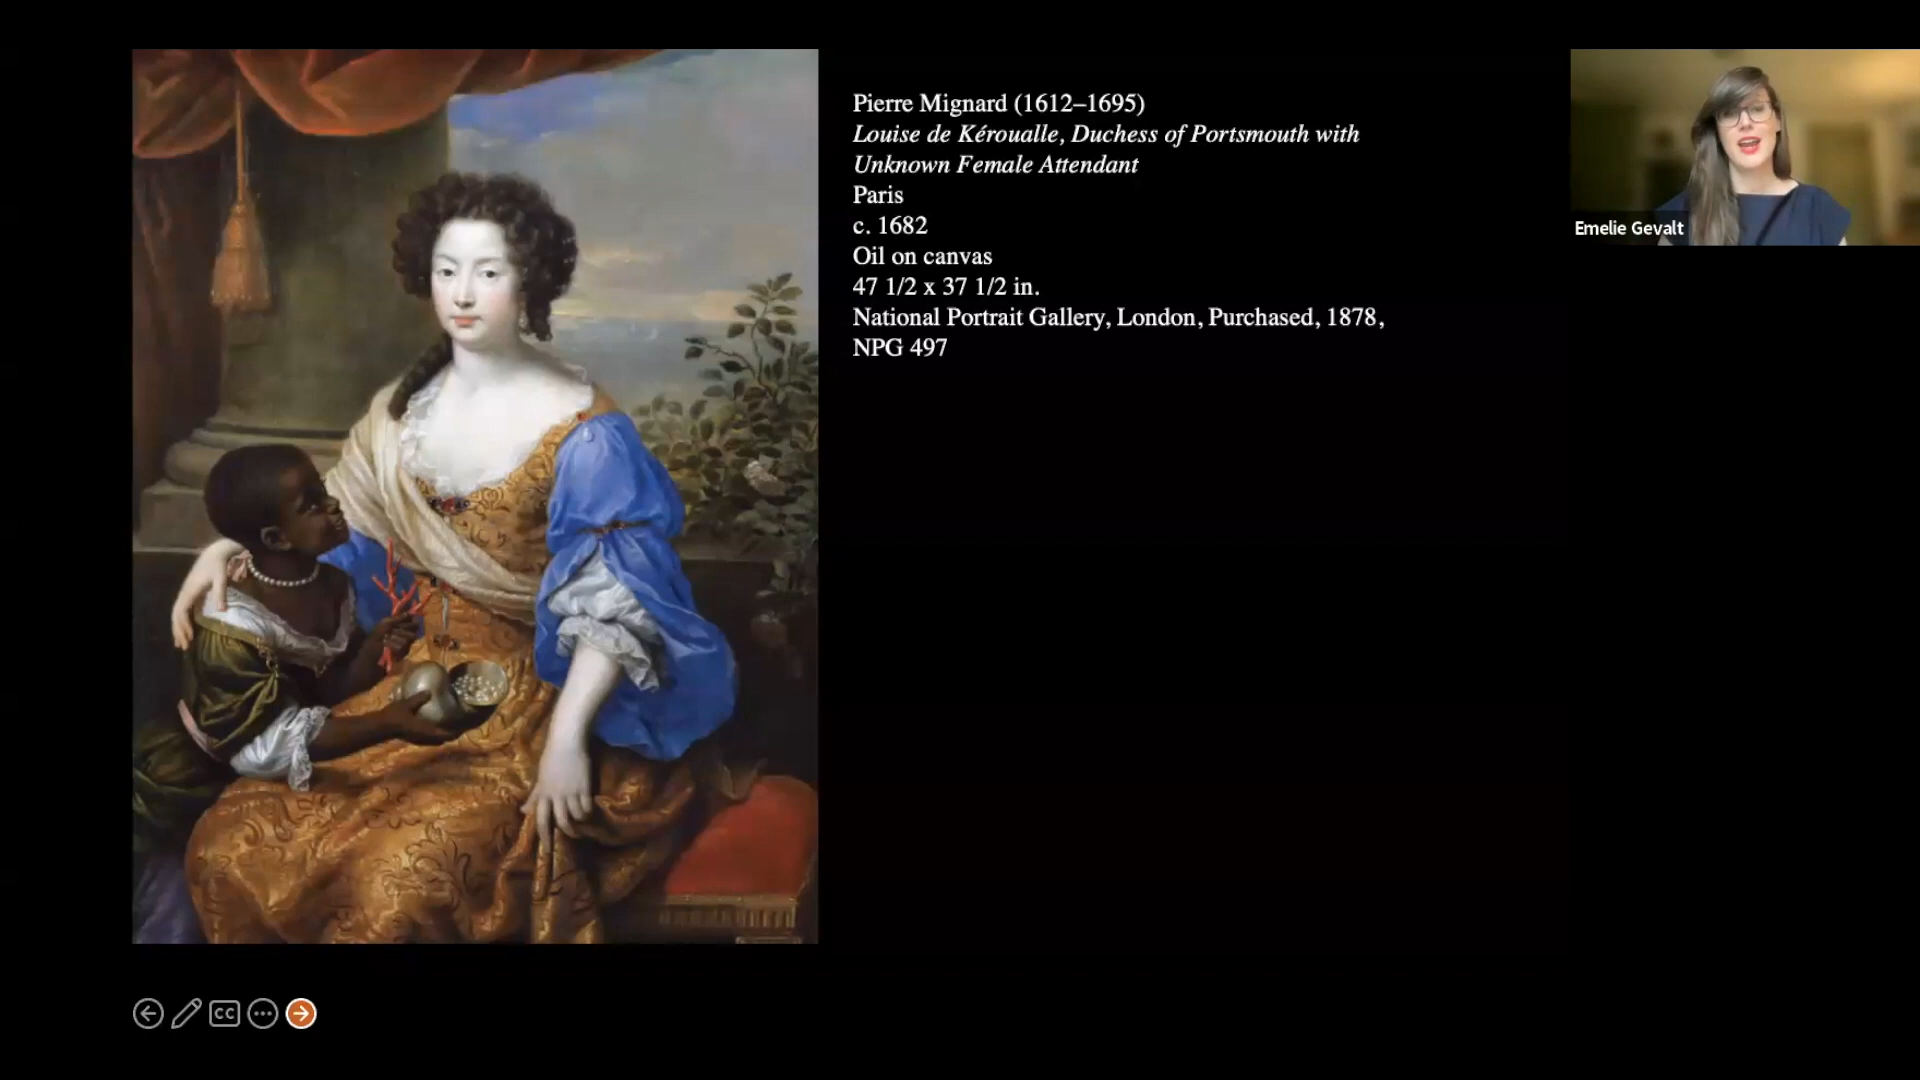 Pierre Mignard (1612–1695)
Louise de Kéroualle, Duchess of Portsmouth with
Unknown Female Attendant
Paris
c. 1682
Oil on canvas
47 1/2 x 37 1/2 in.
National Portrait Gallery, London, Purchased, 1878,
NPG 497
Emelie Gevalt
CC